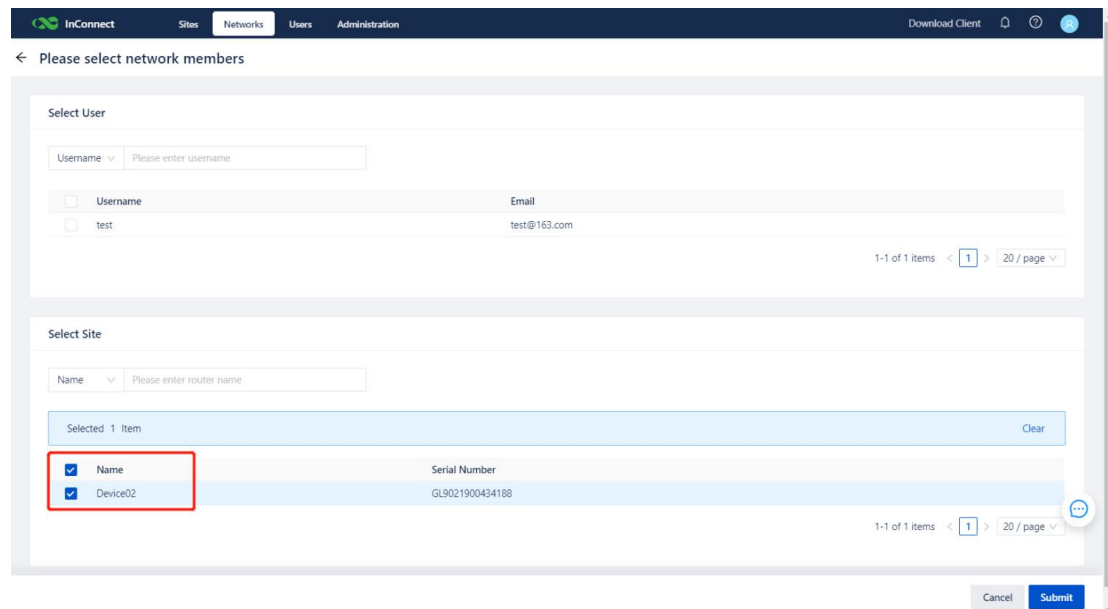 InConnect Sites Networks Users Administration Download Client
Please select network members
Select User
Username Please enter username
Username Email
test test@163.com
1-1 of 1 items < 1 > 20 / page
Select Site
Name Please enter router name
Selected 1 Item Clear
Name Serial Number
Device02 GL9021900434188
1-1 of 1 items < 1 > 20 / page
Cancel Submit